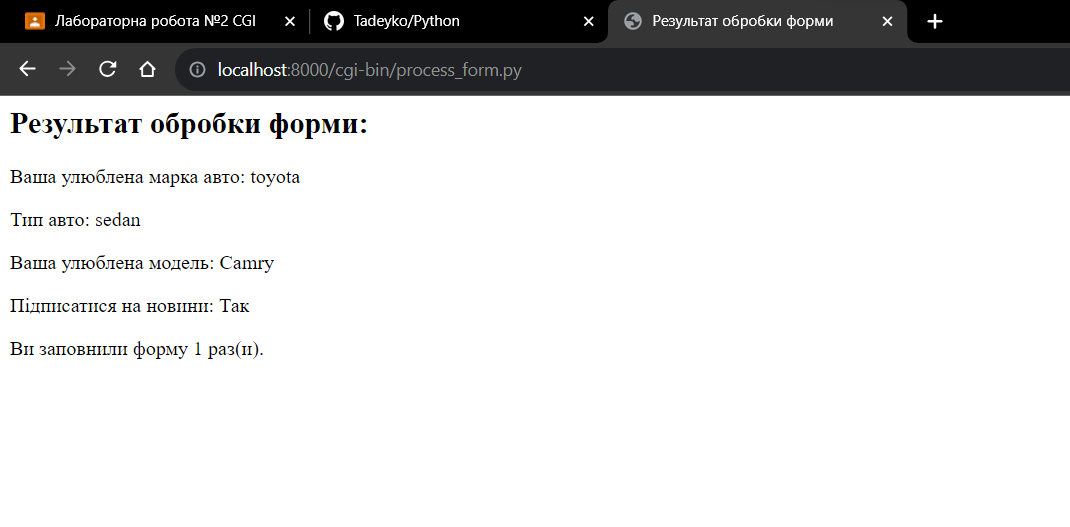 Лабораторна робота №2 CGI
Tadeyko/Python
Результат обробки форми
localhost:8000/cgi-bin/process_form.py
Результат обробки форми:
Ваша улюблена марка авто: toyota
Тип авто: sedan
Ваша улюблена модель: Camry
Підписатися на новини: Так
Ви заповнили форму 1 раз(и).